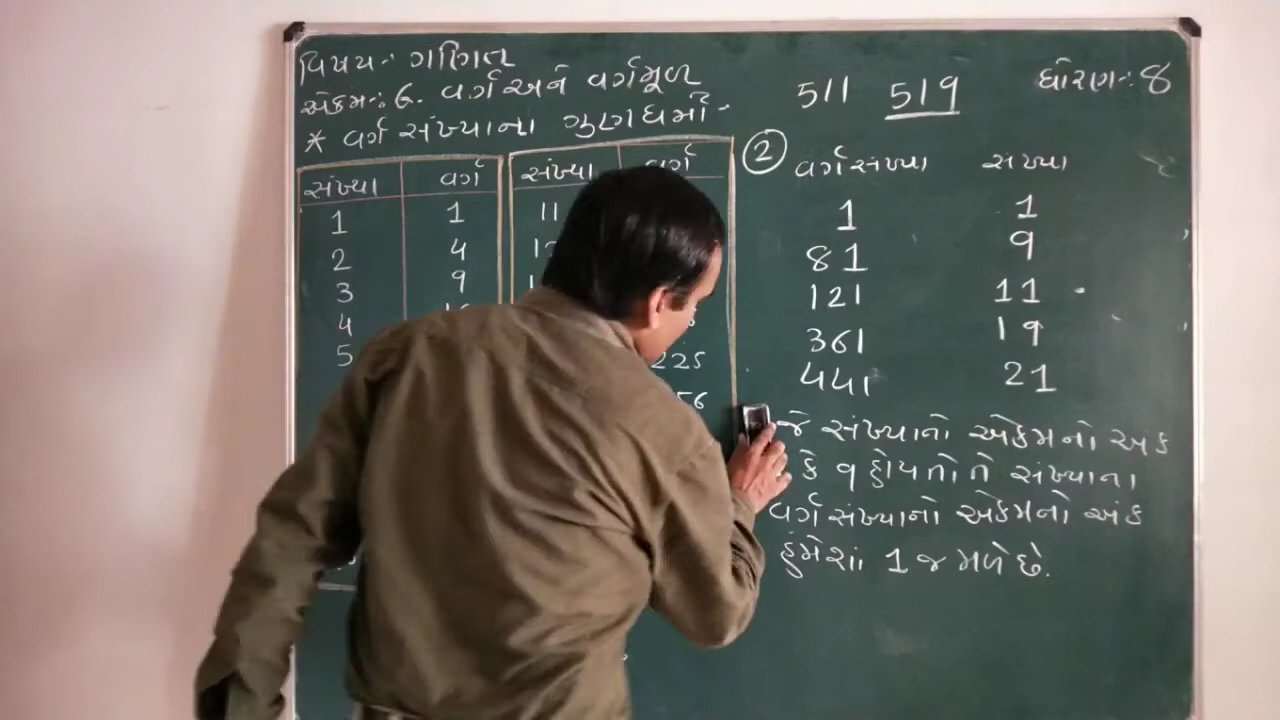 વિષય:- ગણિત
એકમ:- 6. વર્ગ અને વર્ગમૂળ
* વર્ગ સંખ્યાના ગુણધર્મો -
511 519
ધોરણ:- 8
સંખ્યા વર્ગ
1 1
2 4
3 9
4
5
સંખ્યા વર્ગ
11
225
56
2 વર્ગસંખ્યા સંખ્યા
1 1
81 9
121 11
361 19
441 21
જે સંખ્યાનો એકમનો અંક
કે 9 હોય તો તે સંખ્યાના
વર્ગ સંખ્યાનો એકમનો અંક
હંમેશાં 1 જ મળે છે.